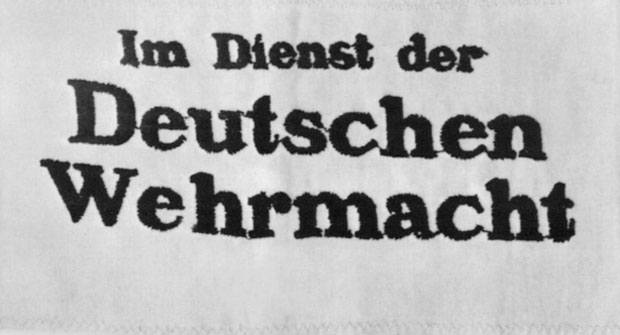 Im Dienst der
Deutschen
Wehrmacht